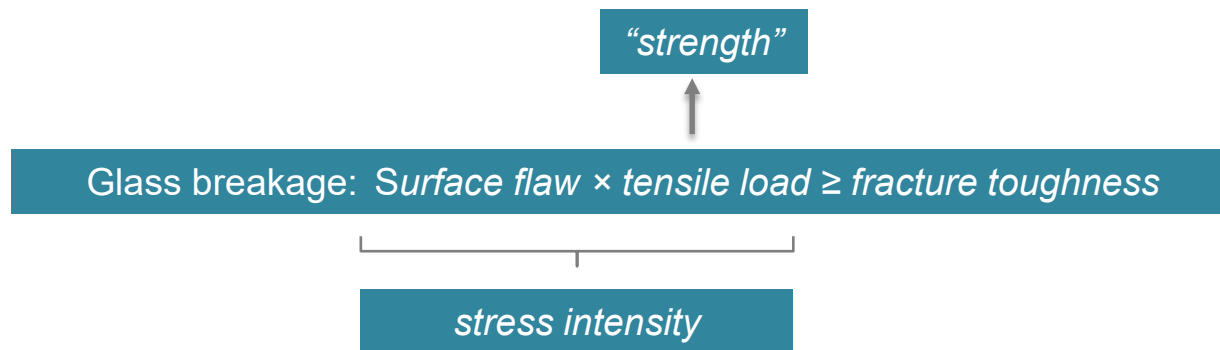 “strength”
Glass breakage: Surface flaw × tensile load ≥ fracture toughness
stress intensity